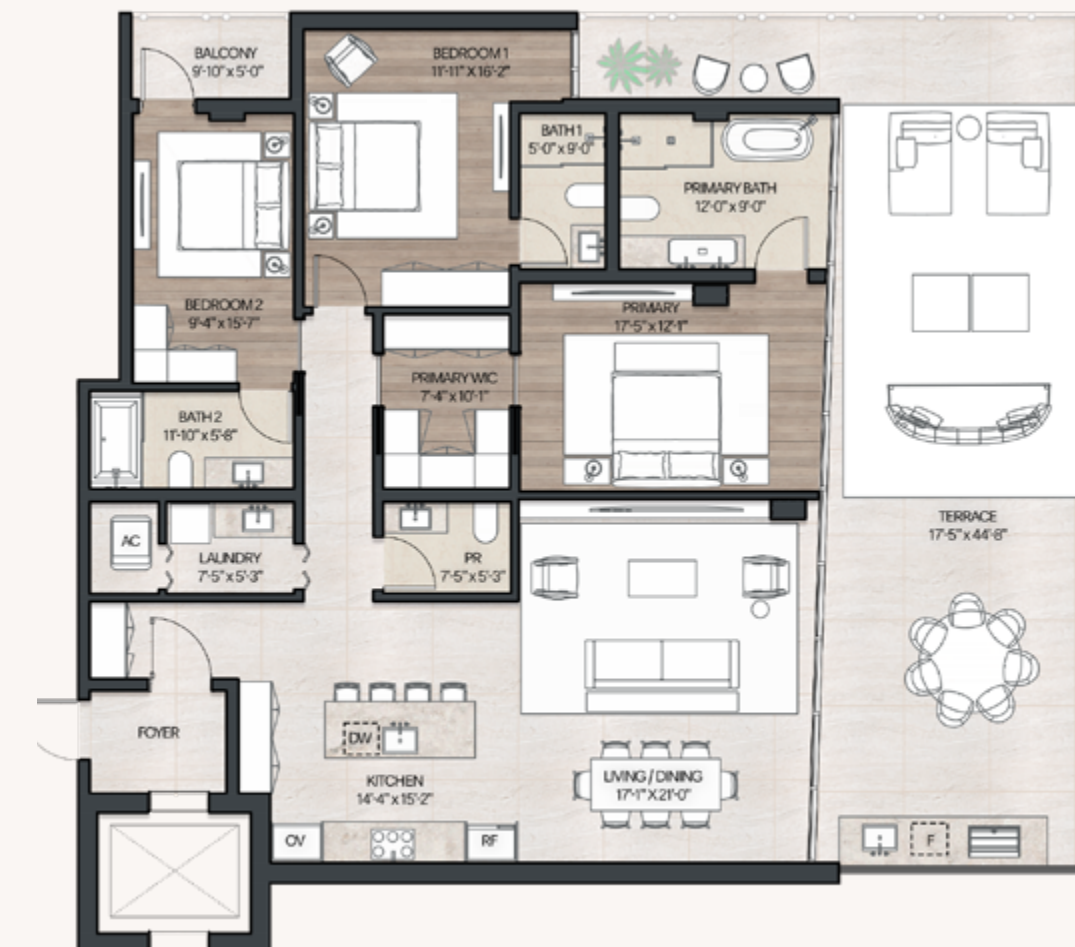 BALCONY
9'-10" x 5'-0"
BEDROOM 1
11'-11" X 16'-2"
BATH 1
5'-0" x 9'-0"
PRIMARY BATH
12'-0" x 9'-0"
BEDROOM 2
9'-4" x 15'-7"
PRIMARY
17'-5" x 12'-1"
PRIMARY WIC
7'-4" x 10'-1"
BATH 2
11'-10" x 5'-8"
AC
LAUNDRY
7'-5" x 5'-3"
PR
7'-5" x 5'-3"
TERRACE
17'-5" x 44'-8"
FOYER
DW
KITCHEN
14'-4" x 15'-2"
LIVING / DINING
17'-1" X 21'-0"
OV
RF
F